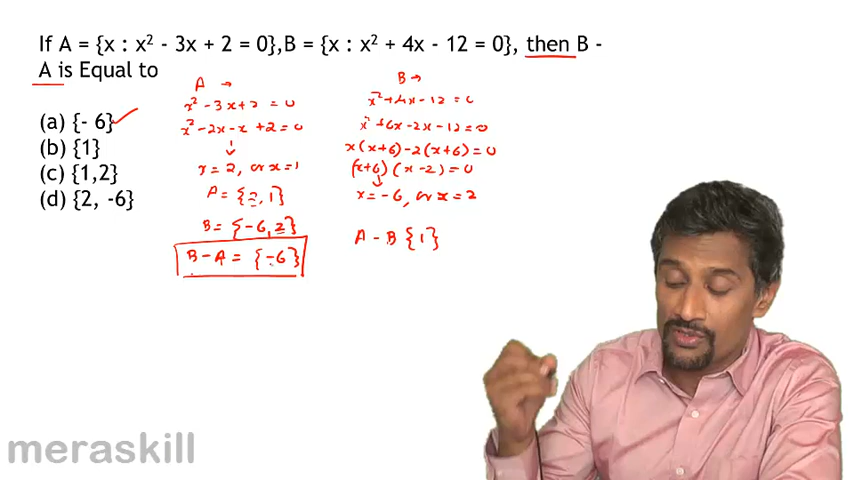 If A = {x : x² - 3x + 2 = 0},B = {x : x² + 4x - 12 = 0}, then B -
A is Equal to
(a) {- 6}
(b) {1}
(c) {1,2}
(d) {2, -6}
A →
x² - 3x + 2 = 0
x² - 2x - x + 2 = 0
x = 2, or x = 1
A = {2, 1}
B = {-6, 2}
B - A = {-6}
B →
x² + 4x - 12 = 0
x² + 6x - 2x - 12 = 0
x(x+6) - 2(x+6) = 0
(x+6)(x-2) = 0
x = -6, or x = 2
A - B {1}
meraskill